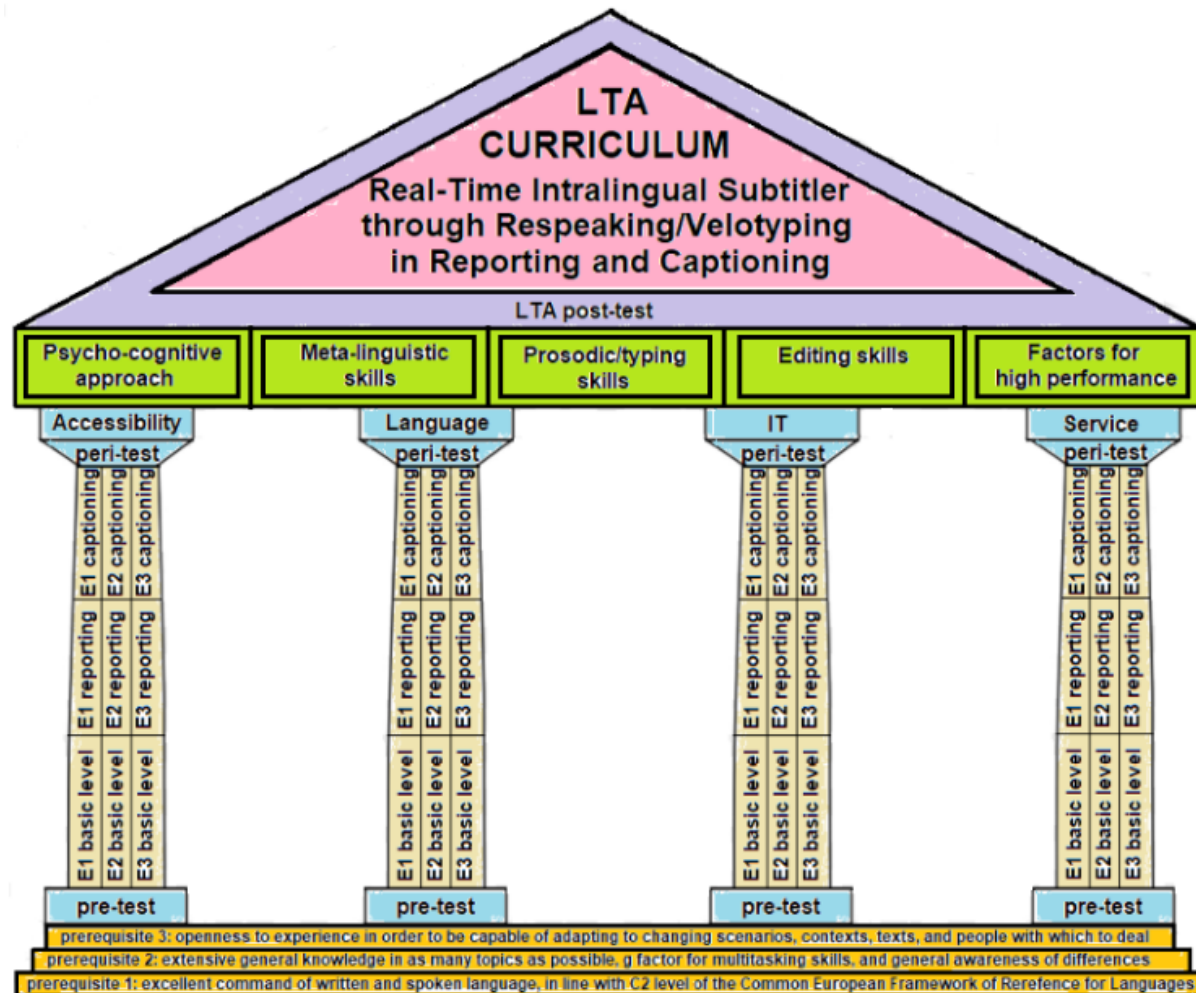 LTA
CURRICULUM
Real-Time Intralingual Subtitler
through Respeaking/Velotyping
in Reporting and Captioning
LTA post-test
Psycho-cognitive
approach
Meta-linguistic
skills
Prosodic/typing
skills
Editing skills
Factors for
high performance
Accessibility
peri-test
E1 captioning
E2 captioning
E3 captioning
E1 reporting
E2 reporting
E3 reporting
E1 basic level
E2 basic level
E3 basic level
pre-test
Language
peri-test
E1 captioning
E2 captioning
E3 captioning
E1 reporting
E2 reporting
E3 reporting
E1 basic level
E2 basic level
E3 basic level
pre-test
IT
peri-test
E1 captioning
E2 captioning
E3 captioning
E1 reporting
E2 reporting
E3 reporting
E1 basic level
E2 basic level
E3 basic level
pre-test
Service
peri-test
E1 captioning
E2 captioning
E3 captioning
E1 reporting
E2 reporting
E3 reporting
E1 basic level
E2 basic level
E3 basic level
pre-test
prerequisite 3: openness to experience in order to be capable of adapting to changing scenarios, contexts, texts, and people with which to deal
prerequisite 2: extensive general knowledge in as many topics as possible, g factor for multitasking skills, and general awareness of differences
prerequisite 1: excellent command of written and spoken language, in line with C2 level of the Common European Framework of Rerefence for Languages